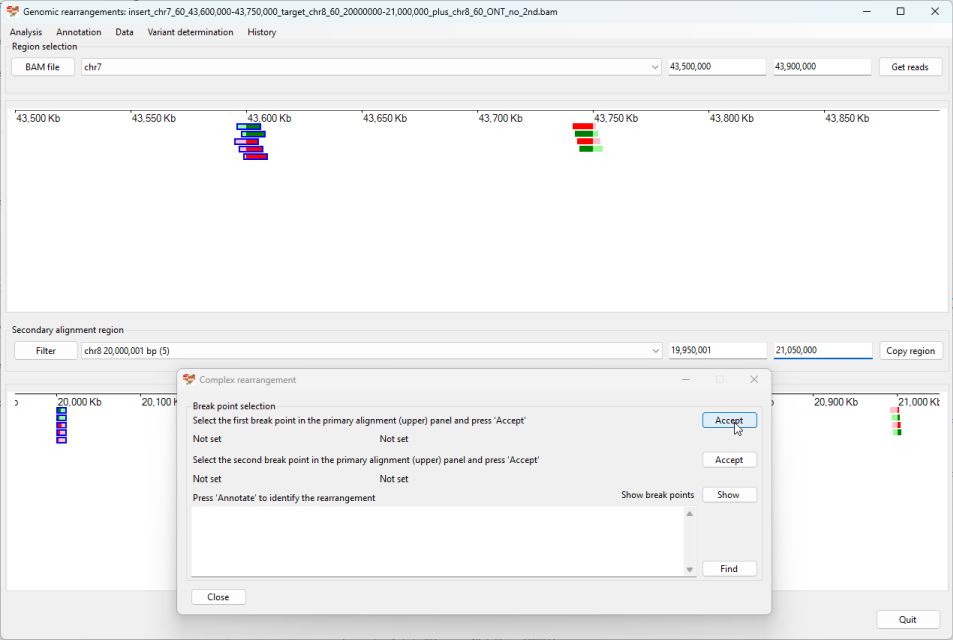 Genomic rearrangements: insert_chr7_60_43,600,000-43,750,000_target_chr8_60_20000000-21,000,000_plus_chr8_60_ONT_no_2nd.bam
Analysis Annotation Data Variant determination History
Region selection
BAM file chr7 43,500,000 43,900,000 Get reads
43,500 Kb 43,550 Kb 43,600 Kb 43,650 Kb 43,700 Kb 43,750 Kb 43,800 Kb 43,850 Kb
Secondary alignment region
Filter chr8 20,000,001 bp (5) 19,950,001 21,050,000 Copy region
Complex rearrangement
20,000 Kb 20,100 20,900 Kb 21,000 Kb
Break point selection
Select the first break point in the primary alignment (upper) panel and press 'Accept' Accept
Not set Not set
Select the second break point in the primary alignment (upper) panel and press 'Accept' Accept
Not set Not set
Press 'Annotate' to identify the rearrangement Show break points Show
Find
Close
Quit